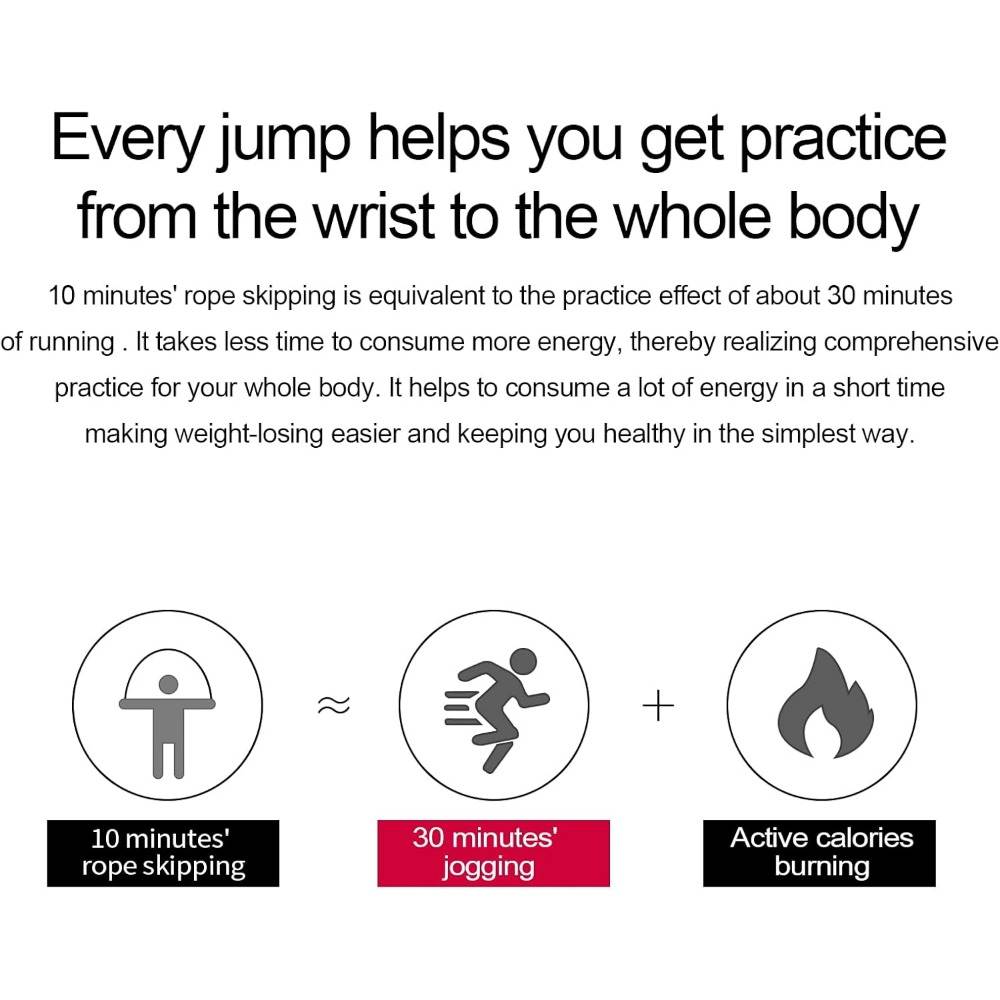 Every jump helps you get practice
from the wrist to the whole body
10 minutes' rope skipping is equivalent to the practice effect of about 30 minutes
of running . It takes less time to consume more energy, thereby realizing comprehensive
practice for your whole body. It helps to consume a lot of energy in a short time
making weight-losing easier and keeping you healthy in the simplest way.
≈
+
10 minutes'
rope skipping
30 minutes'
jogging
Active calories
burning